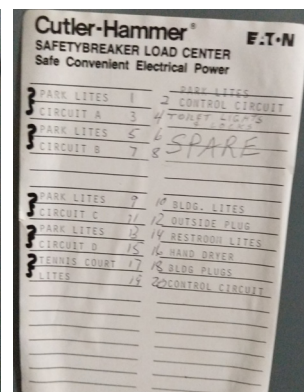 Cutler-Hammer®
E·T·N
SAFETYBREAKER LOAD CENTER
Safe Convenient Electrical Power
PARK LITES 1
CIRCUIT A 3
PARK LITES 5
CIRCUIT B 7
PARK LITES 9
CIRCUIT C 11
PARK LITES 13
CIRCUIT D 15
TENNIS COURT 17
LITES 19
PARK LITES
2 CONTROL CIRCUIT
4 TOILET LIGHTS
6 LOCKS
8 SPARE
10 BLDG. LITES
12 OUTSIDE PLUG
14 RESTROOM LITES
16 HAND DRYER
18 BLDG PLUGS
20 CONTROL CIRCUIT